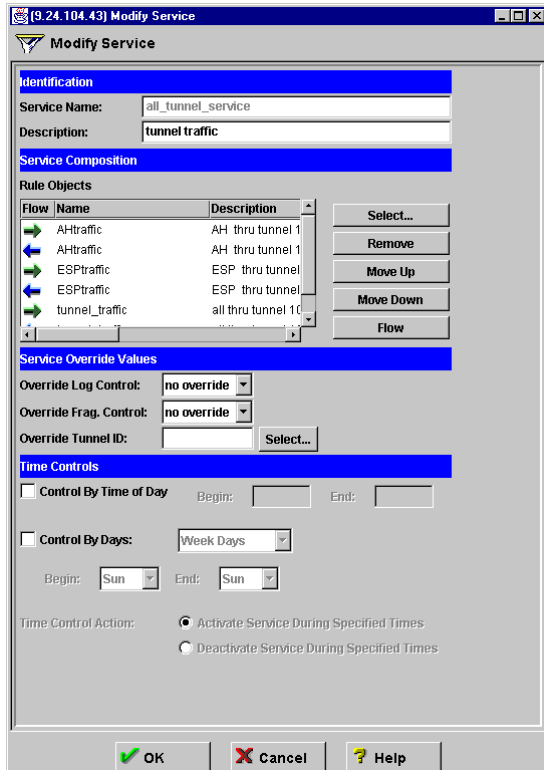 (9.24.104.43) Modify Service
Modify Service
Identification
Service Name: all_tunnel_service
Description: tunnel traffic
Service Composition
Rule Objects
Flow Name Description
AHtraffic AH thru tunnel 1
AHtraffic AH thru tunnel 1
ESPtraffic ESP thru tunnel
ESPtraffic ESP thru tunnel
tunnel_traffic all thru tunnel 10
Select...
Remove
Move Up
Move Down
Flow
Service Override Values
Override Log Control: no override
Override Frag. Control: no override
Override Tunnel ID: Select...
Time Controls
Control By Time of Day Begin: End:
Control By Days: Week Days
Begin: Sun End: Sun
Time Control Action: Activate Service During Specified Times
Deactivate Service During Specified Times
OK Cancel Help